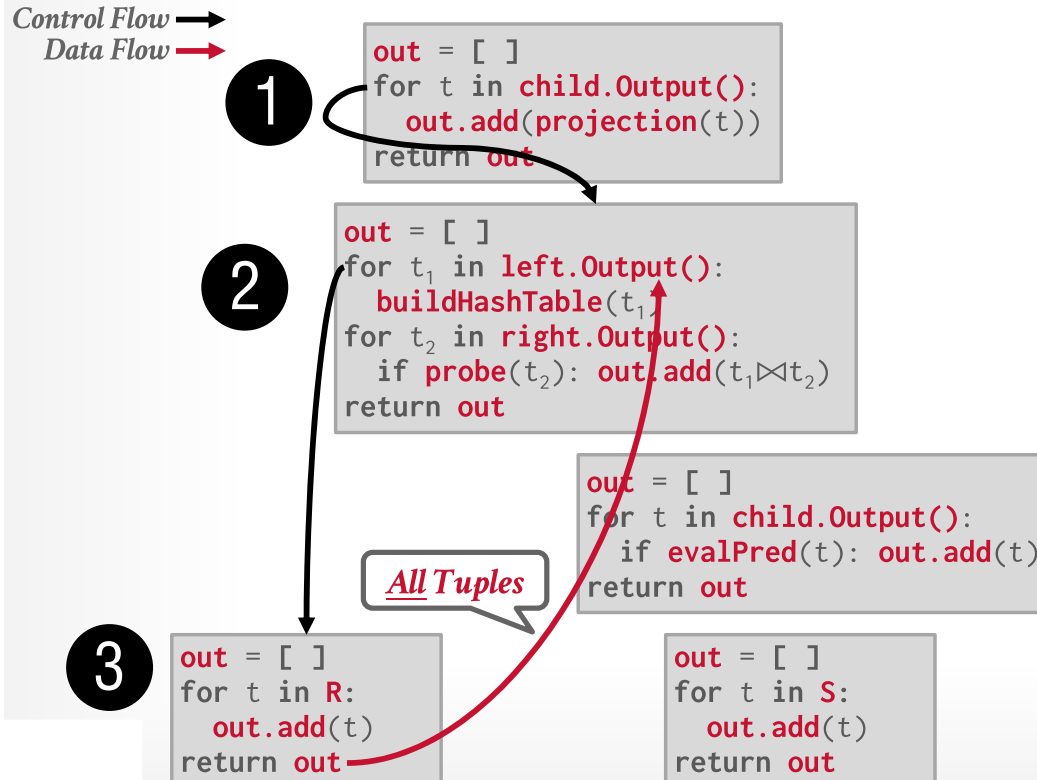 Control Flow
Data Flow
1
out = [ ]
for t in child.Output():
out.add(projection(t))
return out
2
out = [ ]
for t₁ in left.Output():
buildHashTable(t₁)
for t₂ in right.Output():
if probe(t₂): out.add(t₁⨝t₂)
return out
out = [ ]
for t in child.Output():
if evalPred(t): out.add(t)
return out
All Tuples
3
out = [ ]
for t in R:
out.add(t)
return out
out = [ ]
for t in S:
out.add(t)
return out